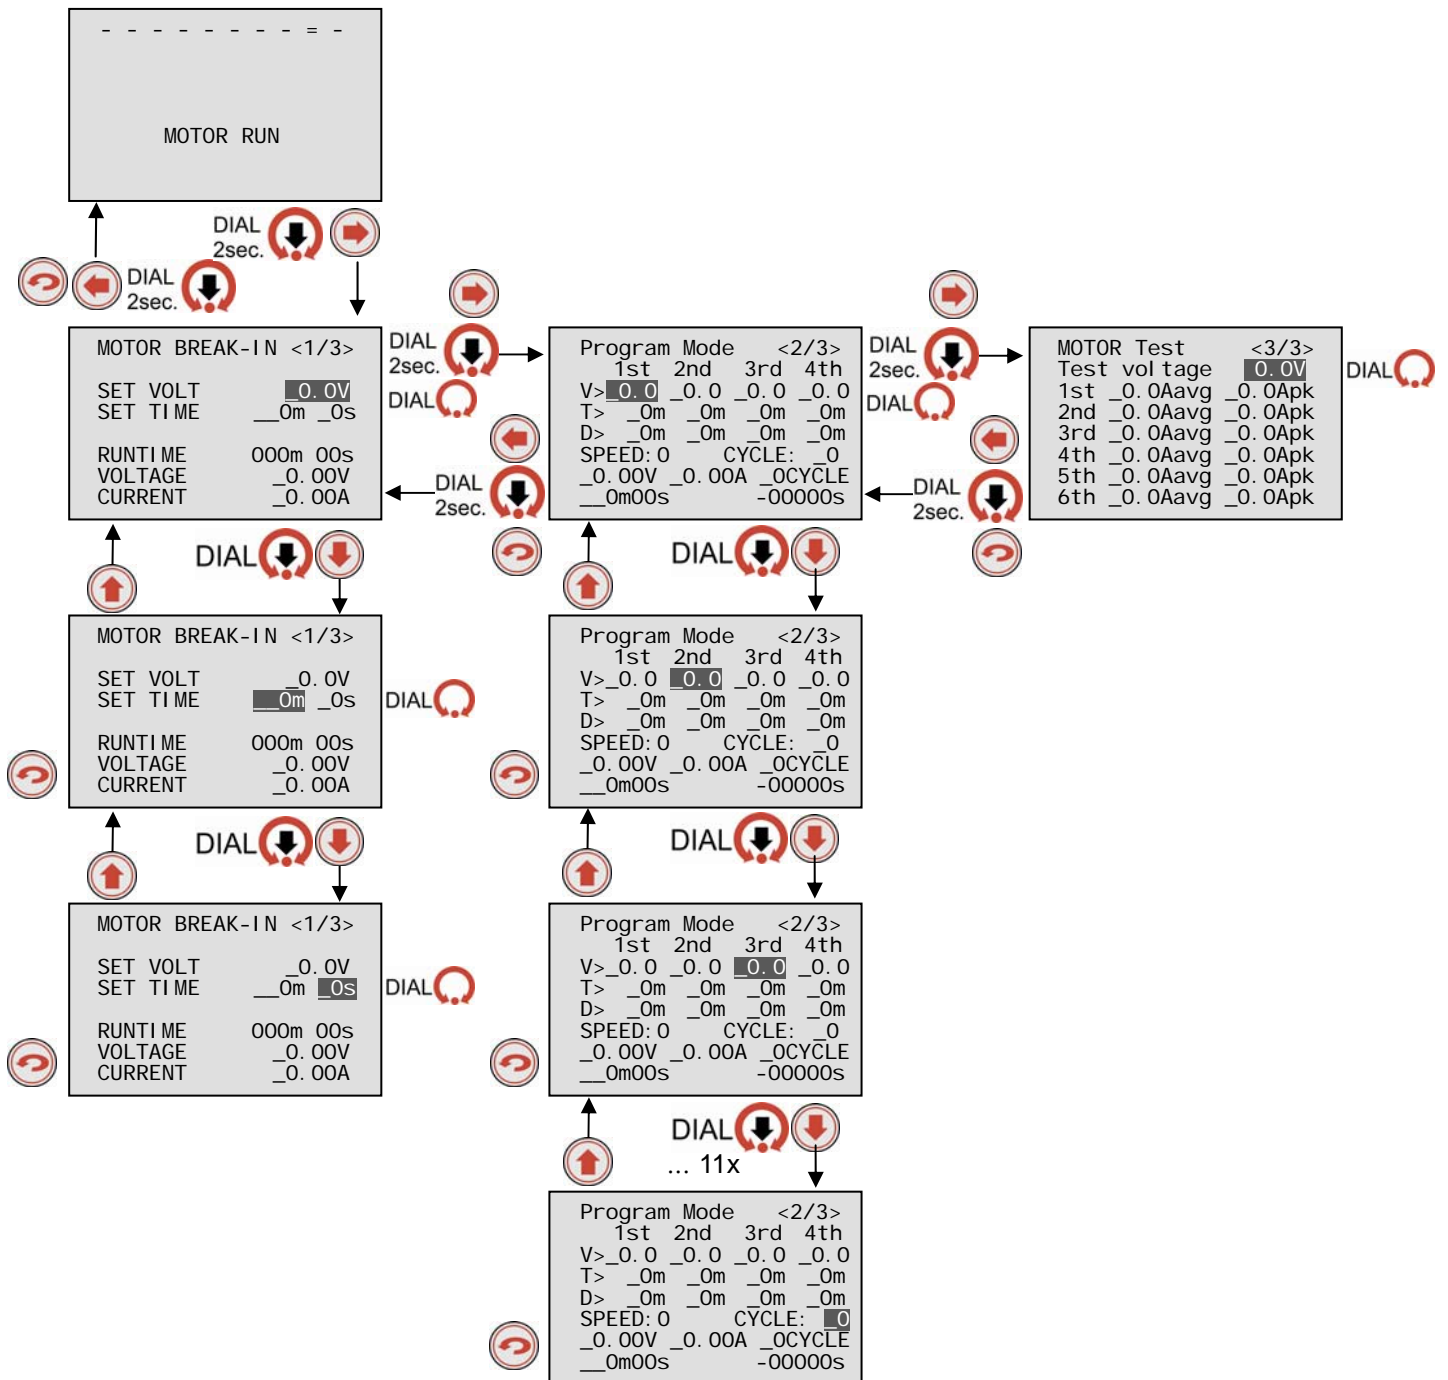 - - - - - - - - = -
MOTOR RUN
DIAL
2sec.
DIAL
2sec.
MOTOR BREAK-IN <1/3>
SET VOLT _0.0V
SET TIME __0m _0s
RUNTIME 000m 00s
VOLTAGE _0.00V
CURRENT _0.00A
DIAL
2sec.
DIAL
DIAL
2sec.
Program Mode <2/3>
1st 2nd 3rd 4th
V>_0.0 _0.0 _0.0 _0.0
T> _0m _0m _0m _0m
D> _0m _0m _0m _0m
SPEED:0 CYCLE: _0
_0.00V _0.00A _0CYCLE
__0m00s -00000s
DIAL
2sec.
DIAL
DIAL
2sec.
MOTOR Test <3/3>
Test voltage 0.0V
1st _0.0Aavg _0.0Apk
2nd _0.0Aavg _0.0Apk
3rd _0.0Aavg _0.0Apk
4th _0.0Aavg _0.0Apk
5th _0.0Aavg _0.0Apk
6th _0.0Aavg _0.0Apk
DIAL
DIAL
DIAL
MOTOR BREAK-IN <1/3>
SET VOLT _0.0V
SET TIME __0m _0s
RUNTIME 000m 00s
VOLTAGE _0.00V
CURRENT _0.00A
DIAL
Program Mode <2/3>
1st 2nd 3rd 4th
V>_0.0 _0.0 _0.0 _0.0
T> _0m _0m _0m _0m
D> _0m _0m _0m _0m
SPEED:0 CYCLE: _0
_0.00V _0.00A _0CYCLE
__0m00s -00000s
DIAL
DIAL
MOTOR BREAK-IN <1/3>
SET VOLT _0.0V
SET TIME __0m _0s
RUNTIME 000m 00s
VOLTAGE _0.00V
CURRENT _0.00A
DIAL
Program Mode <2/3>
1st 2nd 3rd 4th
V>_0.0 _0.0 _0.0 _0.0
T> _0m _0m _0m _0m
D> _0m _0m _0m _0m
SPEED:0 CYCLE: _0
_0.00V _0.00A _0CYCLE
__0m00s -00000s
DIAL
... 11x
Program Mode <2/3>
1st 2nd 3rd 4th
V>_0.0 _0.0 _0.0 _0.0
T> _0m _0m _0m _0m
D> _0m _0m _0m _0m
SPEED:0 CYCLE: _0
_0.00V _0.00A _0CYCLE
__0m00s -00000s